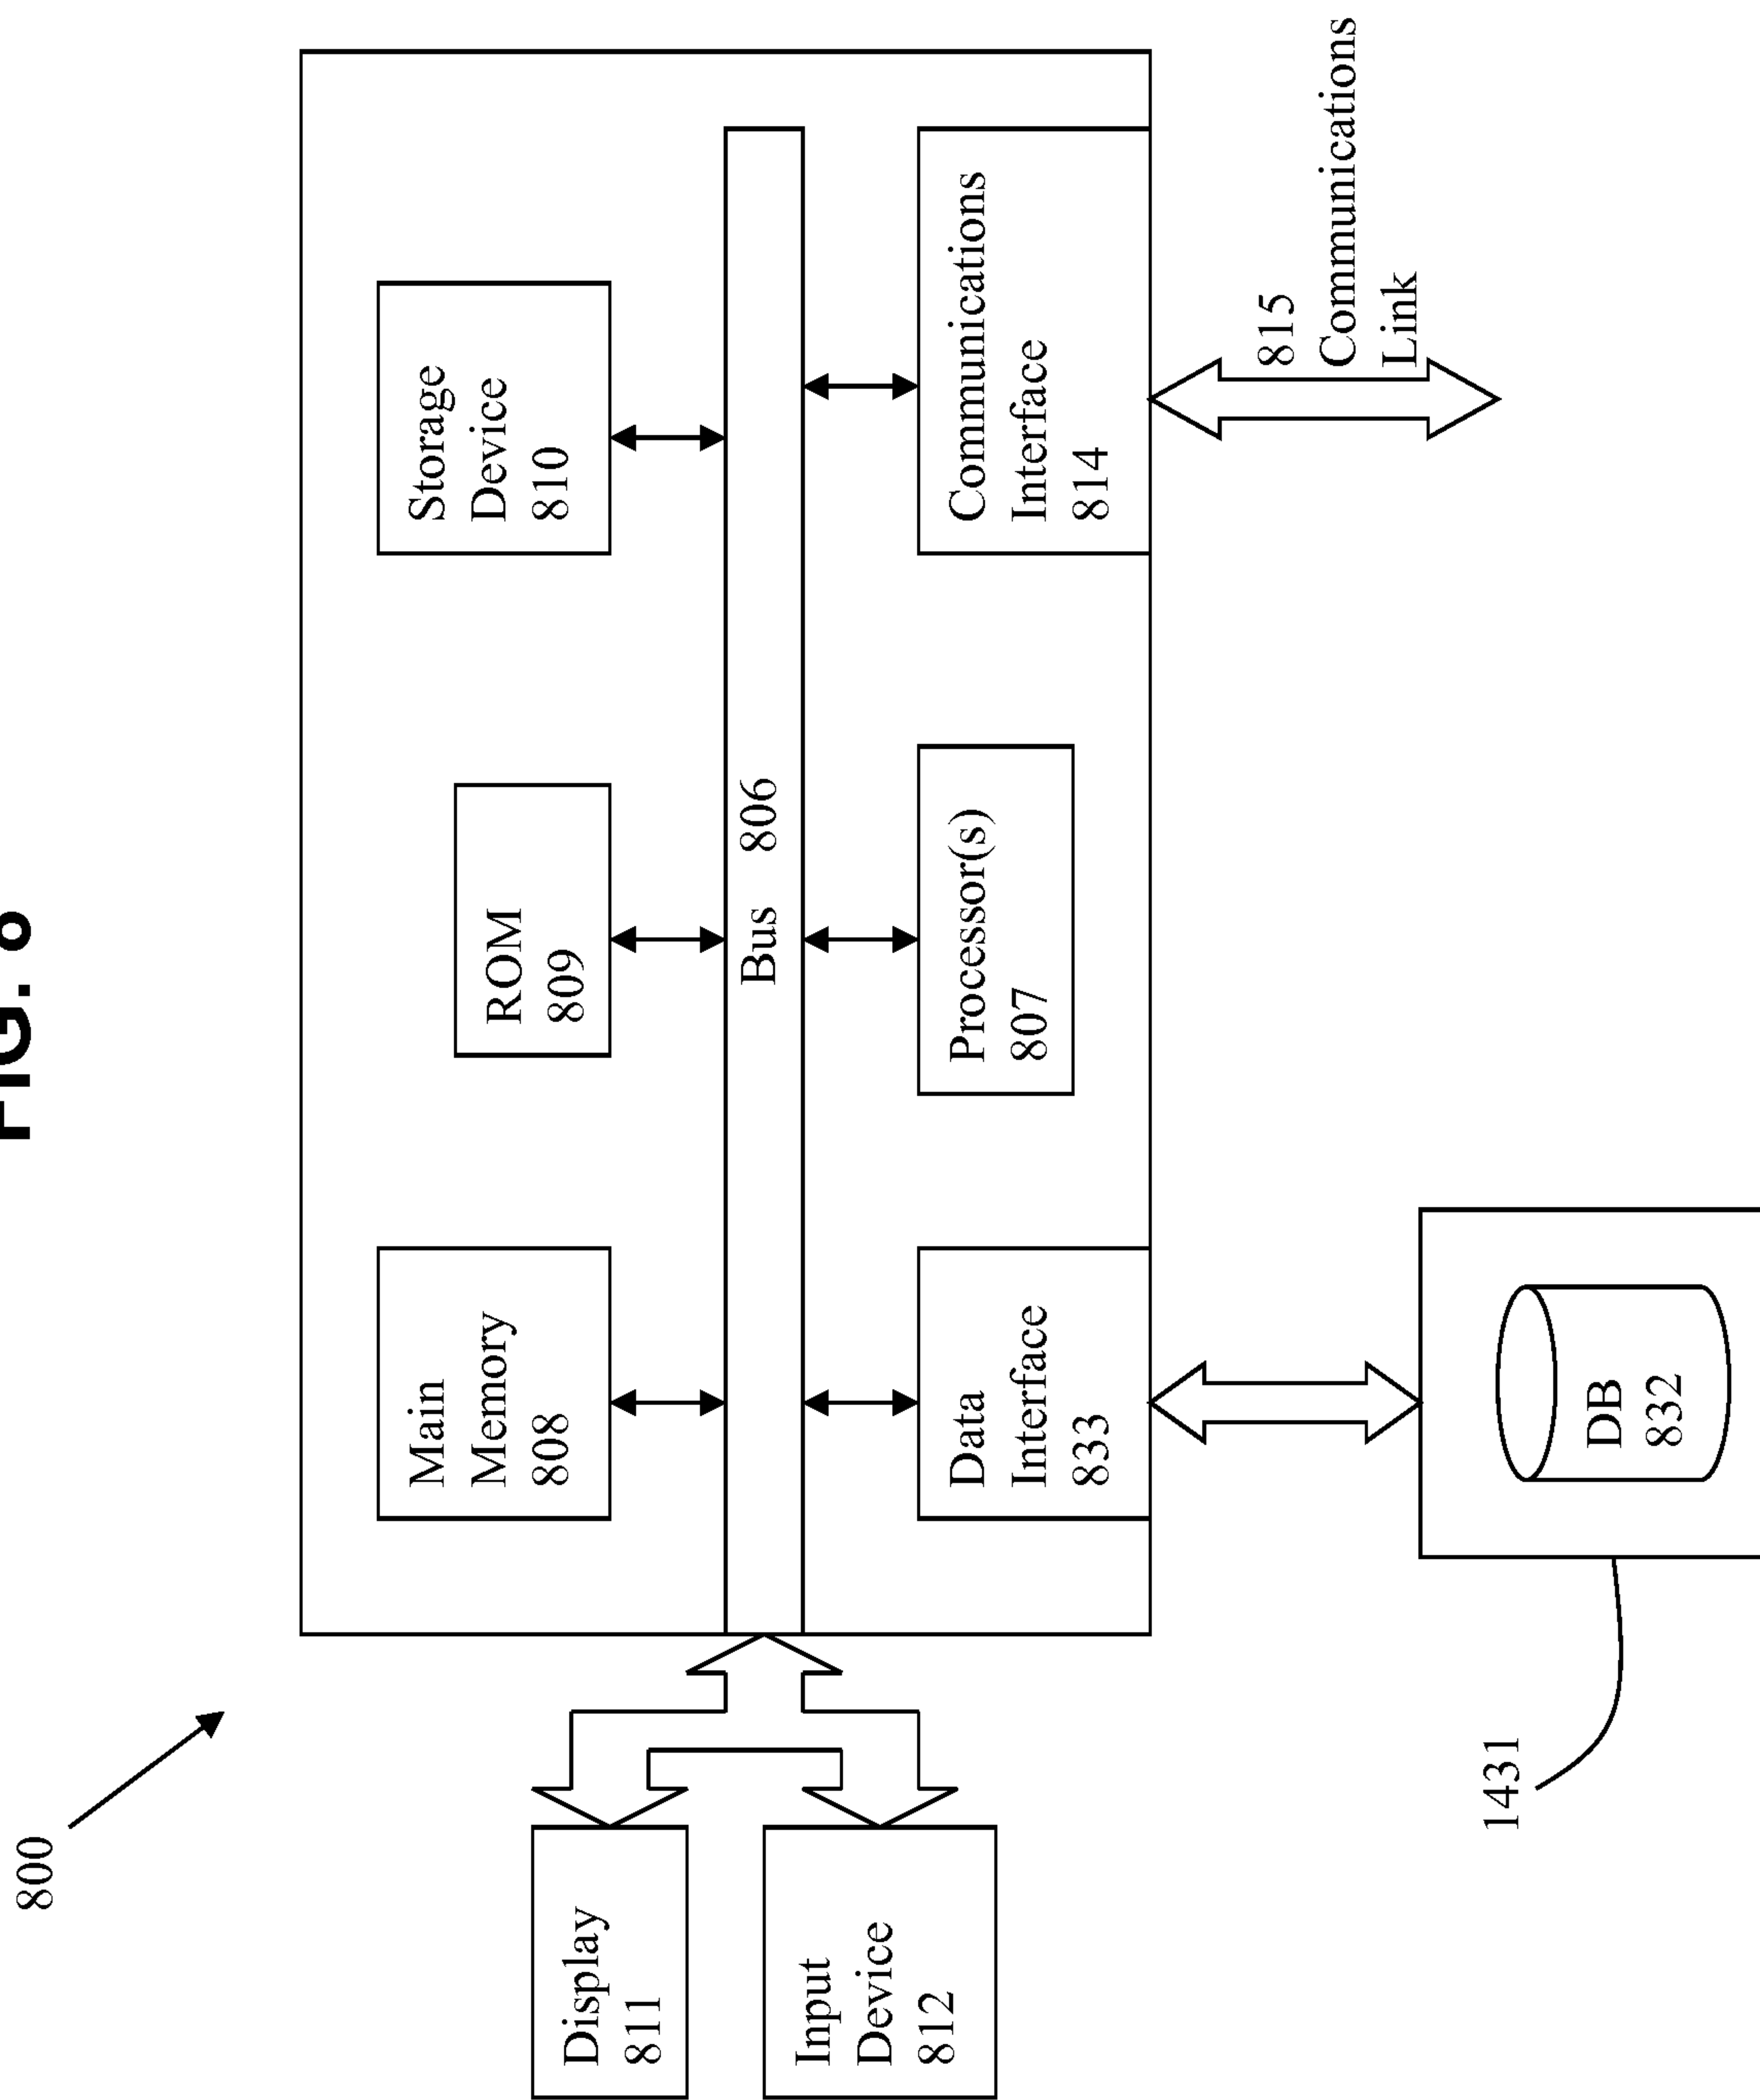 FIG. 8
800
Main
Memory
808
ROM
809
Storage
Device
810
Display
811
Bus 806
Input
Device
812
Data
Interface
833
Processor(s)
807
Communications
Interface
814
815
Communications
Link
1431
DB
832